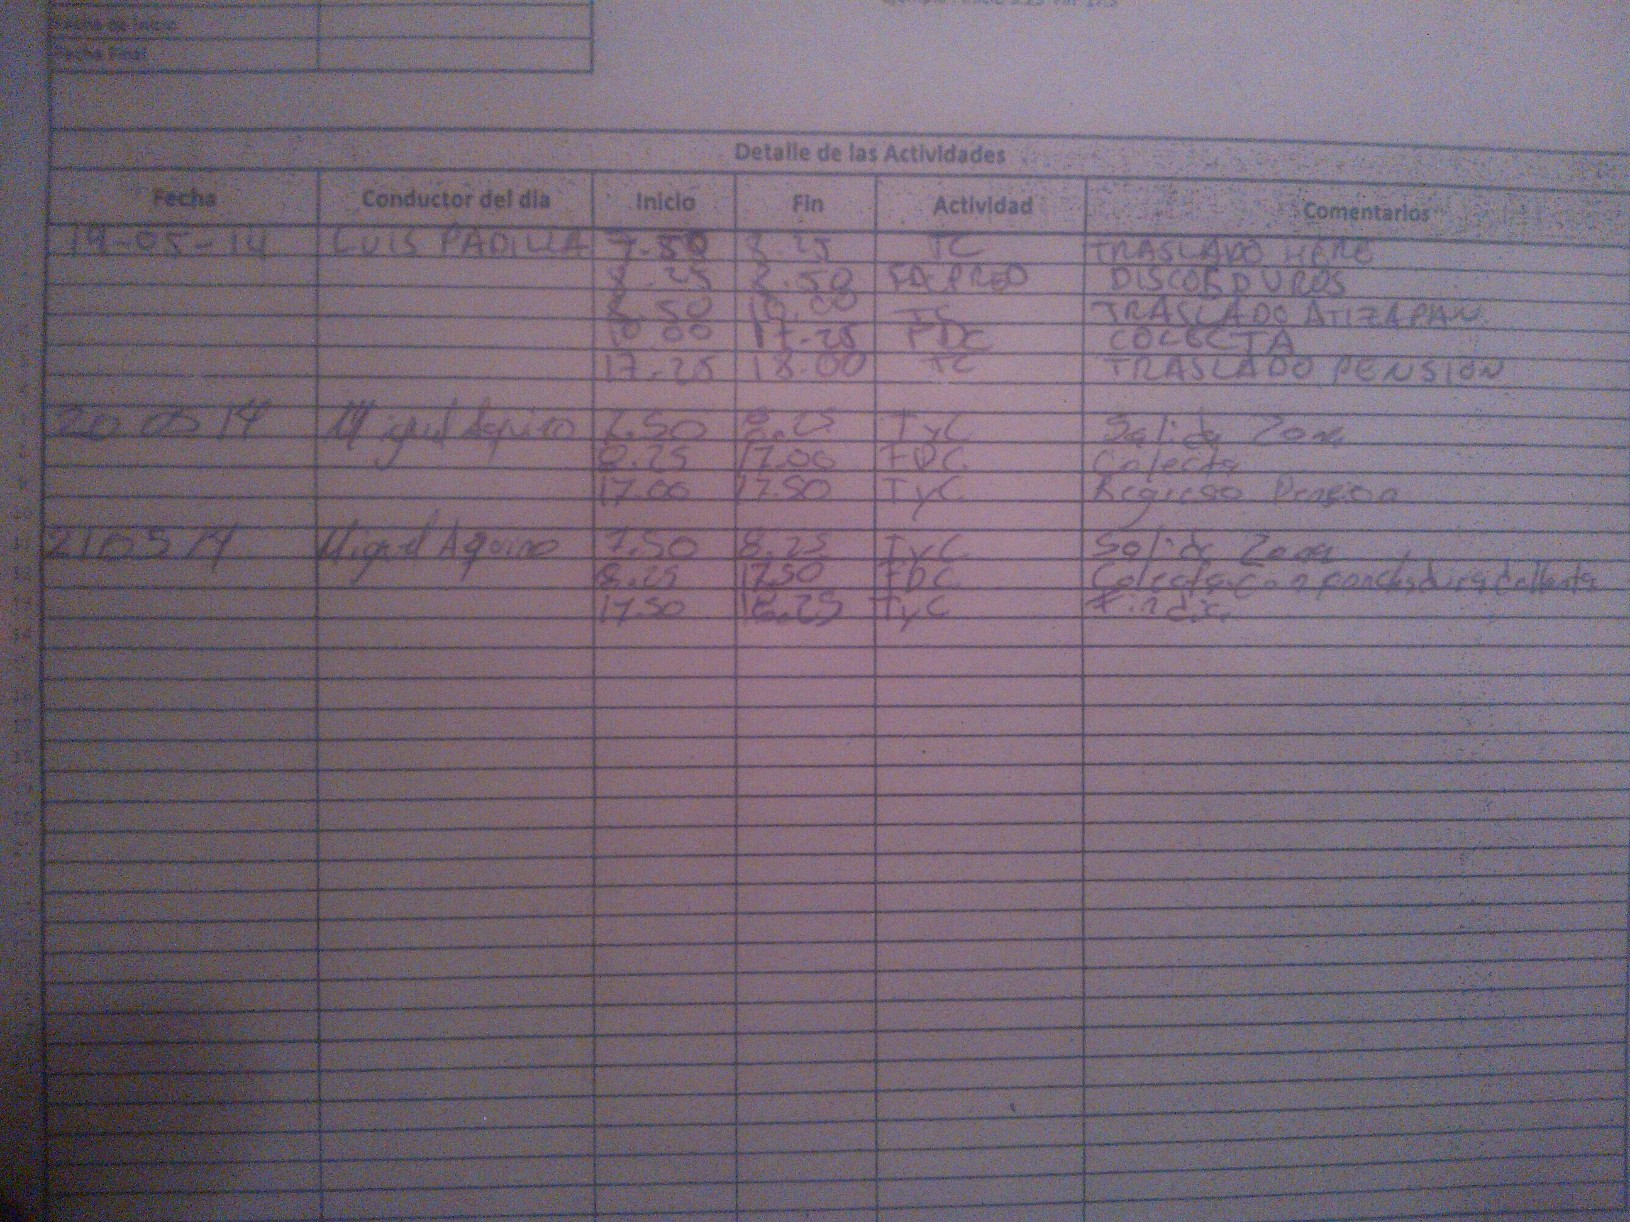 Fecha de Inicio
Fecha Final
Detalle de las Actividades
Fecha Conductor del dia Inicio Fin Actividad Comentarios
19-05-14 LUIS PADILLA 7.50 8.25 TC TRASLADO HERE
8.25 8.50 DISCOS DUROS
8.50 10.00 TC TRASLADO ATIZAPAN
10.00 17.25 FDC COLECTA
17.25 18.00 TC TRASLADO PENSION
20 05 14 Miguel Aquino 7.50 8.25 TyC Salida Zona
8.25 17.00 FDC Colecta
17.00 17.50 TyC Regreso Pension
21 05 14 Miguel Aquino 7.50 8.25 TyC Salida Zona
8.25 17.50 FDC Colecta con
17.50 18.25 TyC Fin dia